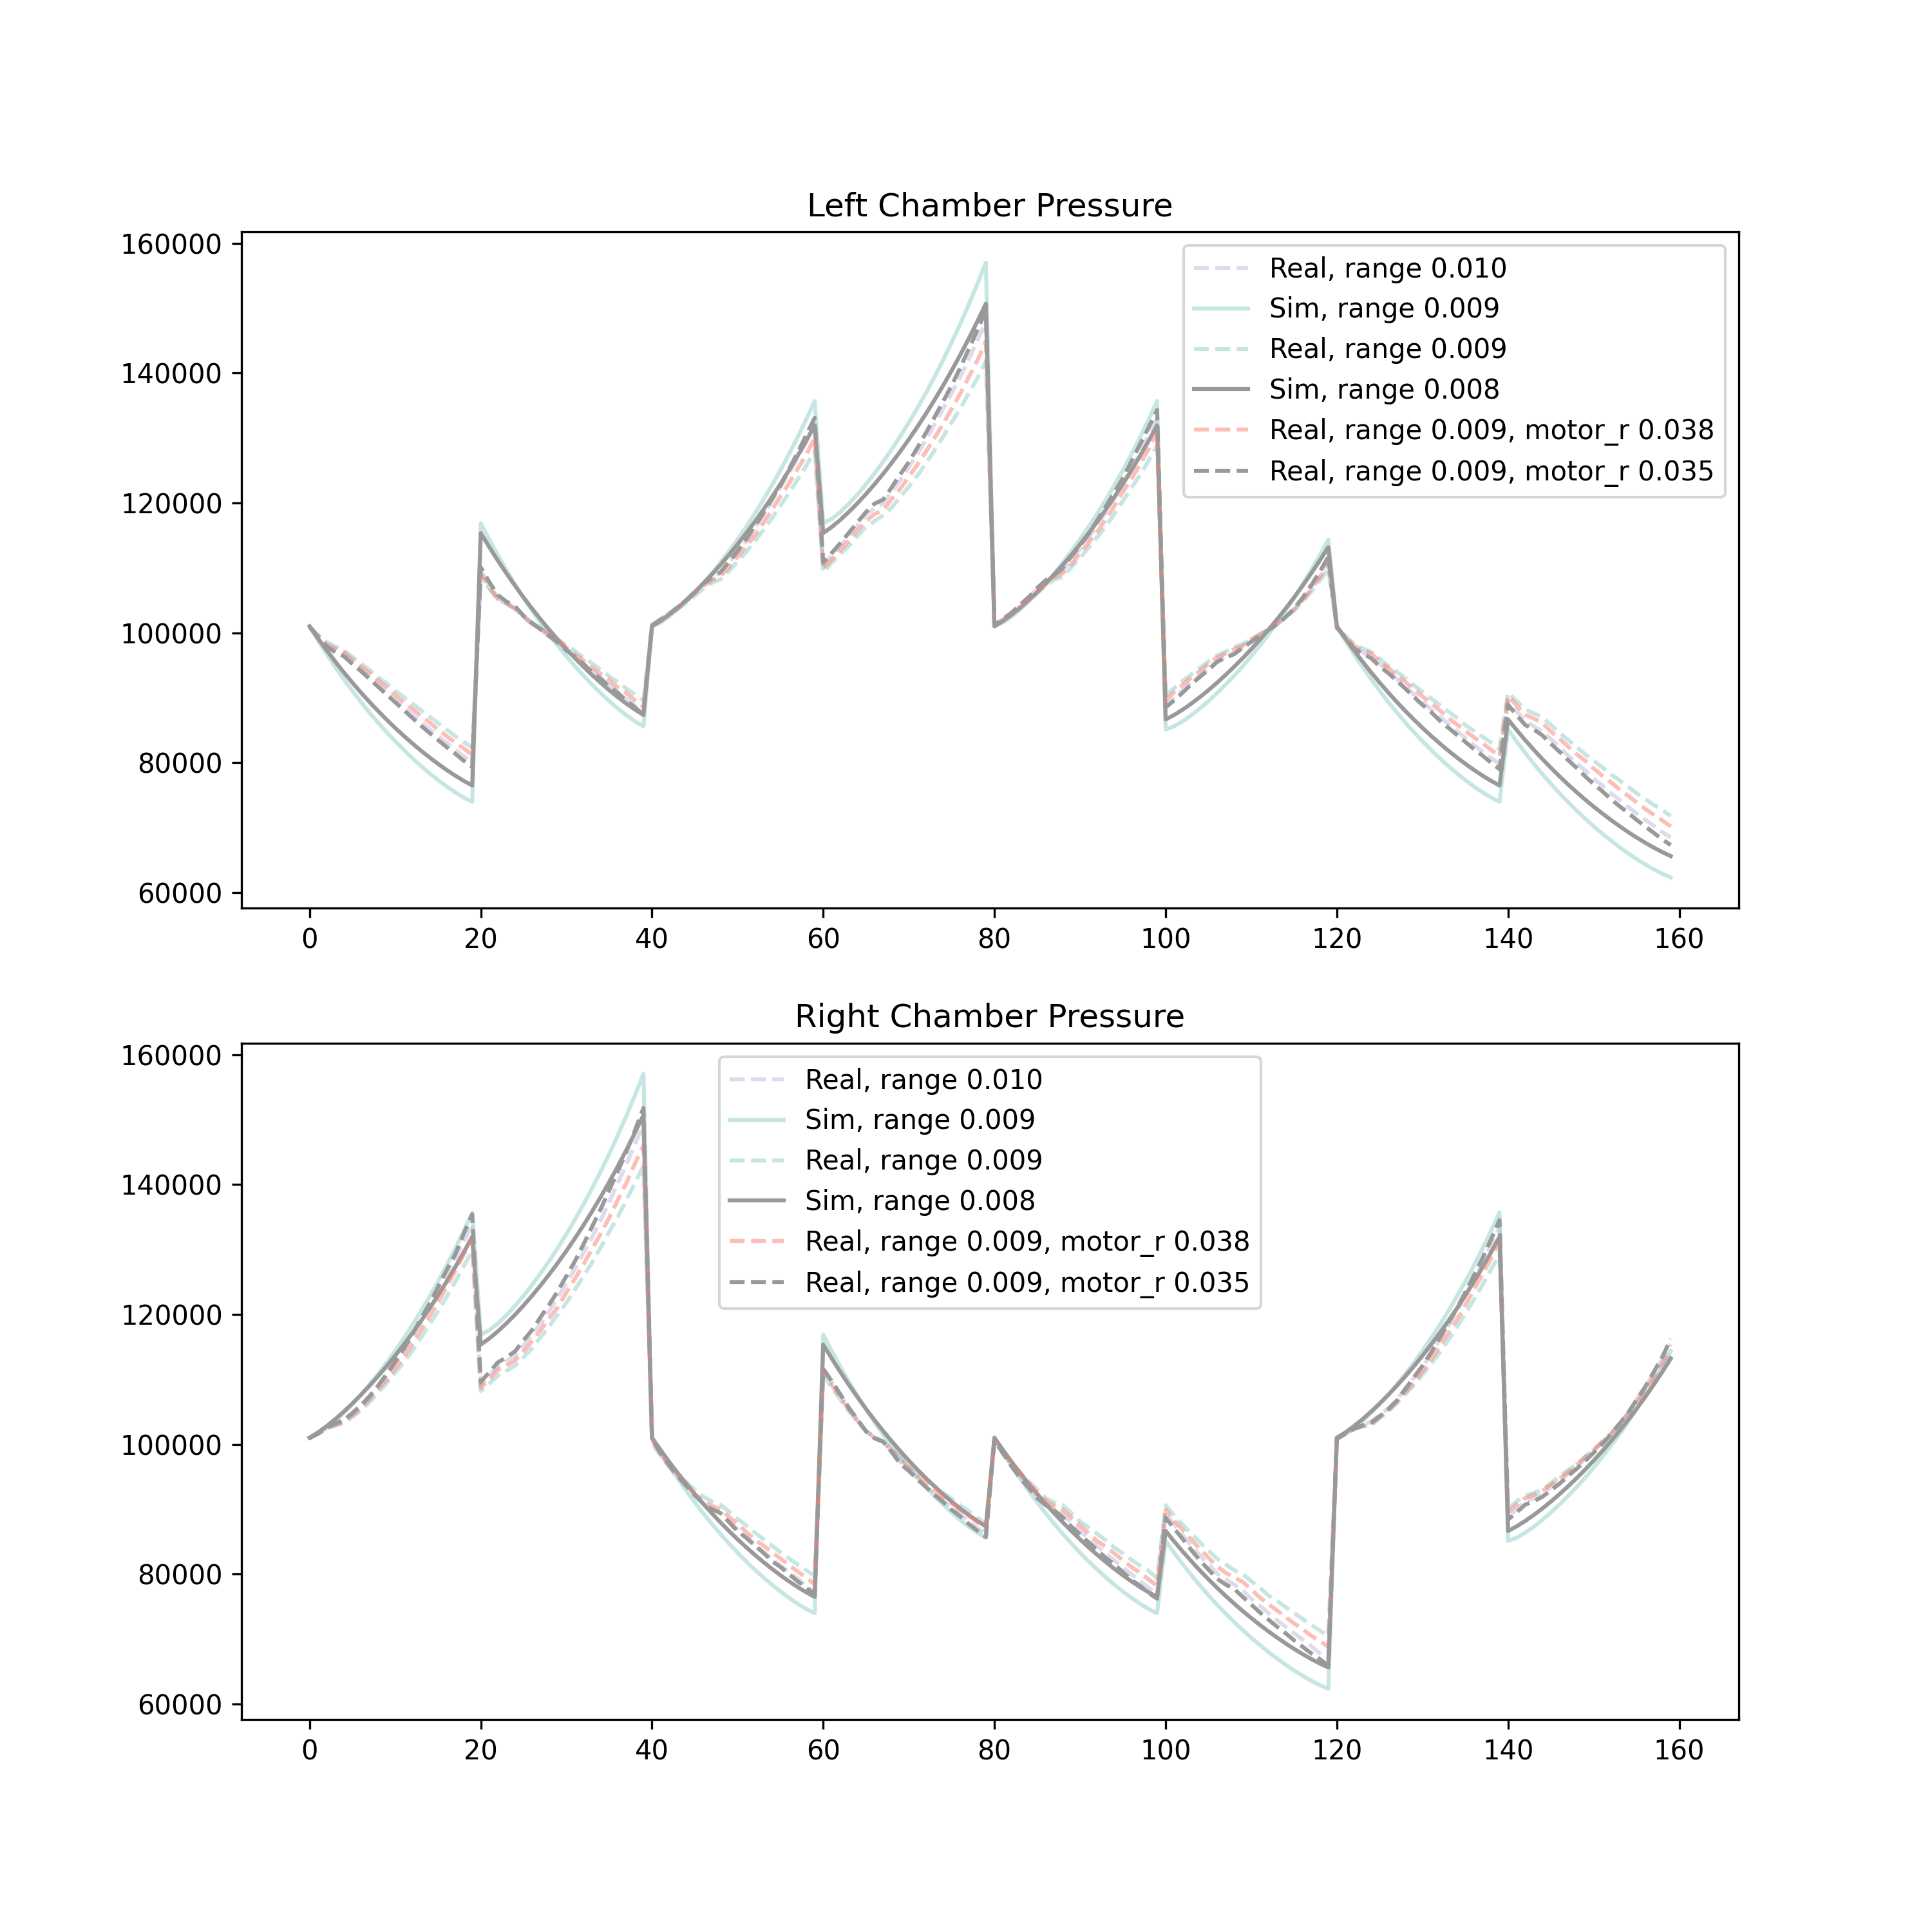 Left Chamber Pressure
160000
140000
120000
100000
80000
60000
Real, range 0.010
Sim, range 0.009
Real, range 0.009
Sim, range 0.008
Real, range 0.009, motor_r 0.038
Real, range 0.009, motor_r 0.035
0 20 40 60 80 100 120 140 160
Right Chamber Pressure
160000
140000
120000
100000
80000
60000
Real, range 0.010
Sim, range 0.009
Real, range 0.009
Sim, range 0.008
Real, range 0.009, motor_r 0.038
Real, range 0.009, motor_r 0.035
0 20 40 60 80 100 120 140 160